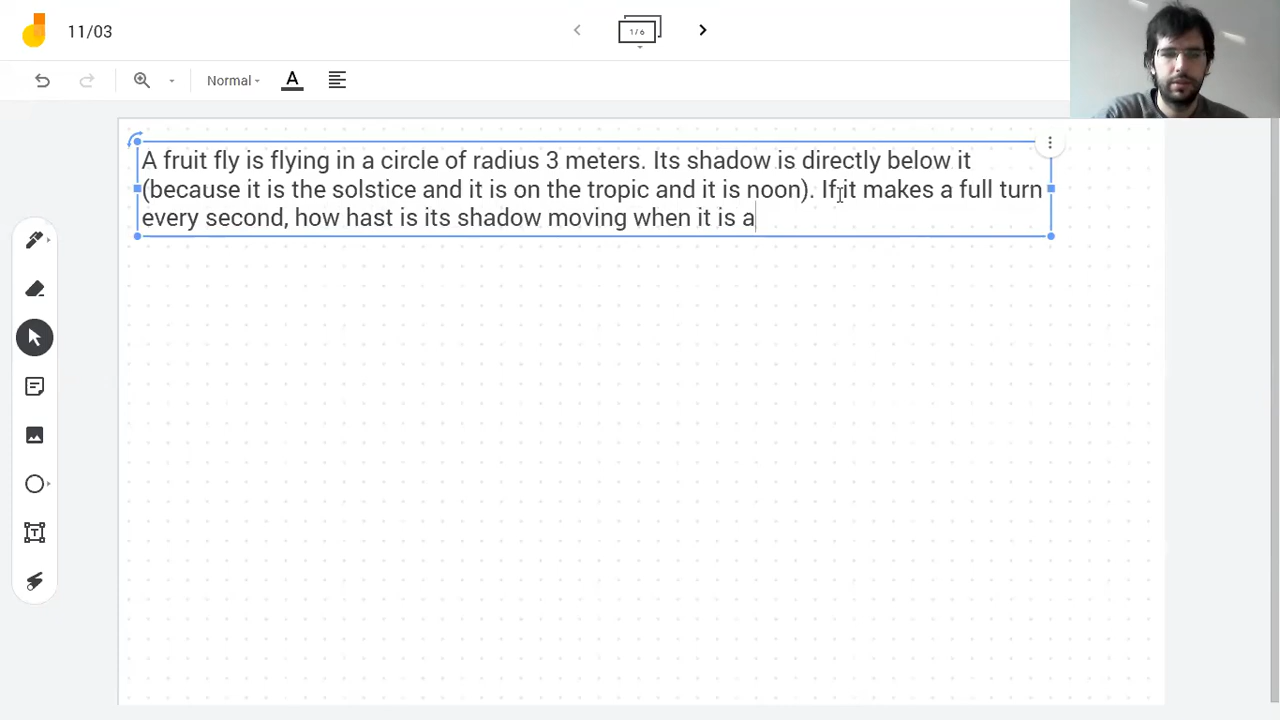 11/03
1/6
Normal
A fruit fly is flying in a circle of radius 3 meters. Its shadow is directly below it
(because it is the solstice and it is on the tropic and it is noon). If it makes a full turn
every second, how hast is its shadow moving when it is a